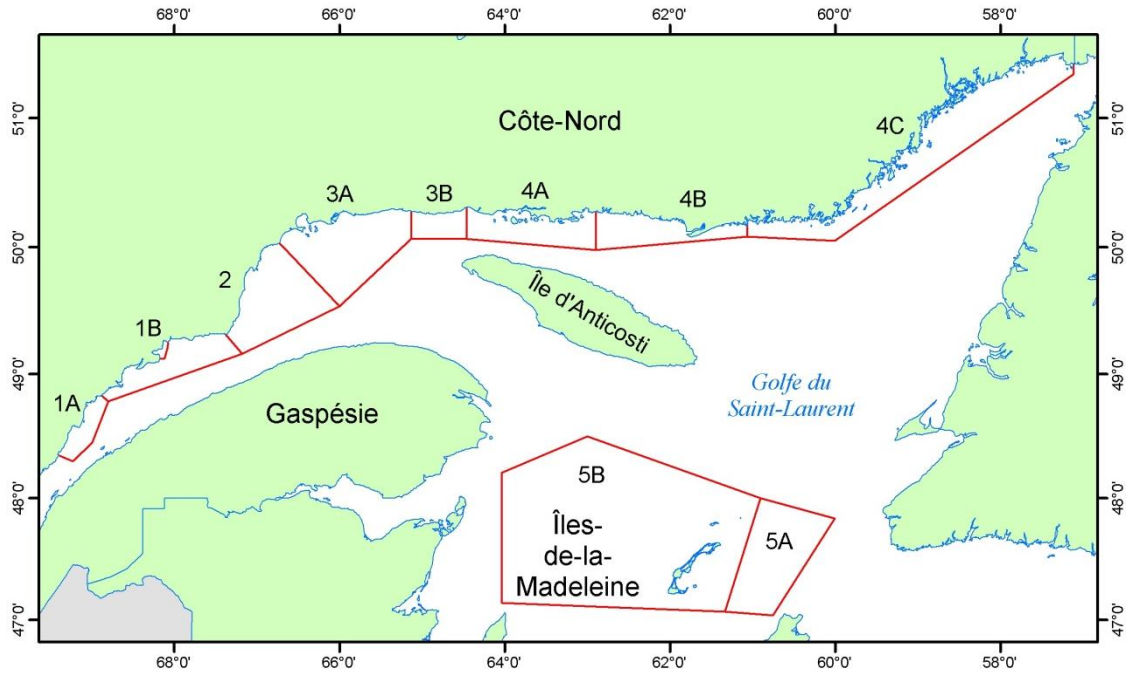 68°0' 66°0' 64°0' 62°0' 60°0' 58°0'
51°0'
Côte-Nord
4C
51°0'
3A
3B
4A
4B
50°0'
50°0'
2
Île d'Anticosti
1B
49°0'
1A
Gaspésie
Golfe du
Saint-Laurent
49°0'
48°0'
5B
48°0'
Îles-
de-la-
Madeleine
5A
47°0'
47°0'
68°0' 66°0' 64°0' 62°0' 60°0' 58°0'